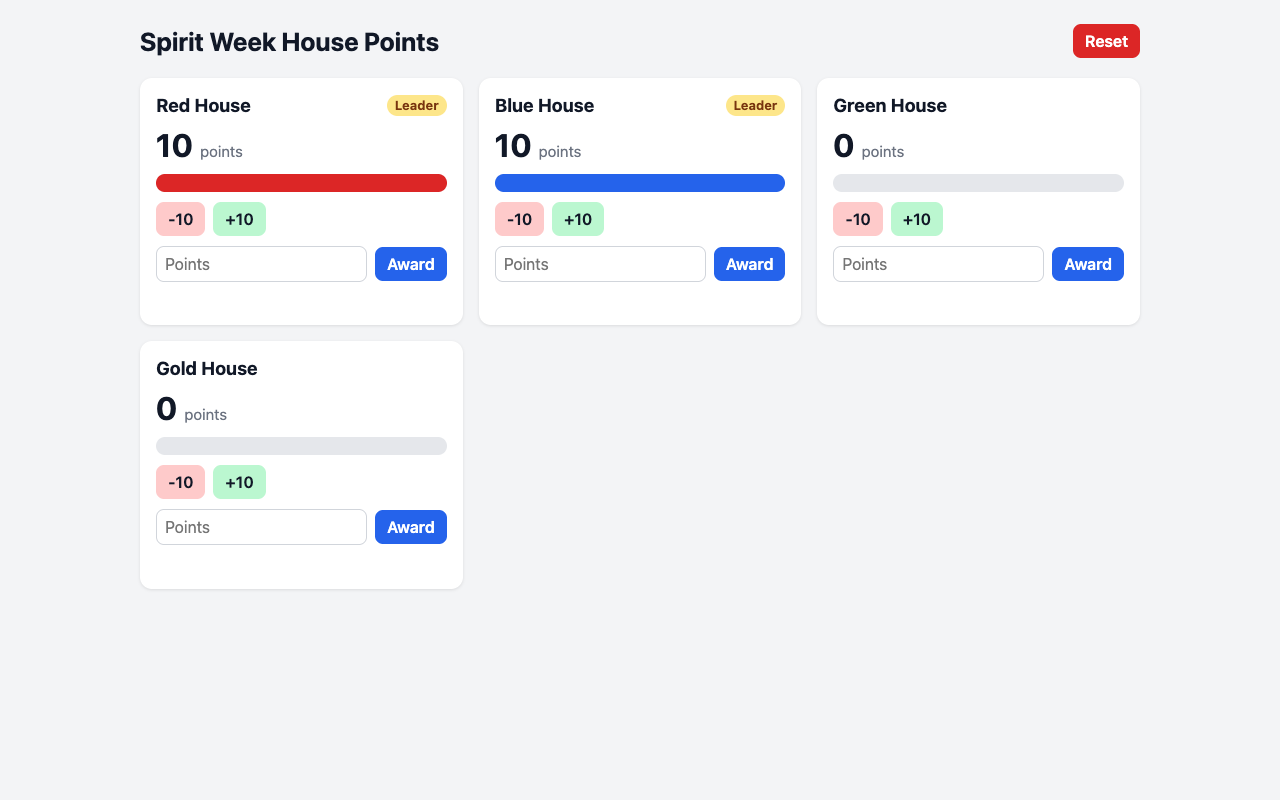 Spirit Week House Points Reset
Red House Leader
10 points
-10 +10
Points Award
Blue House Leader
10 points
-10 +10
Points Award
Green House
0 points
-10 +10
Points Award
Gold House
0 points
-10 +10
Points Award